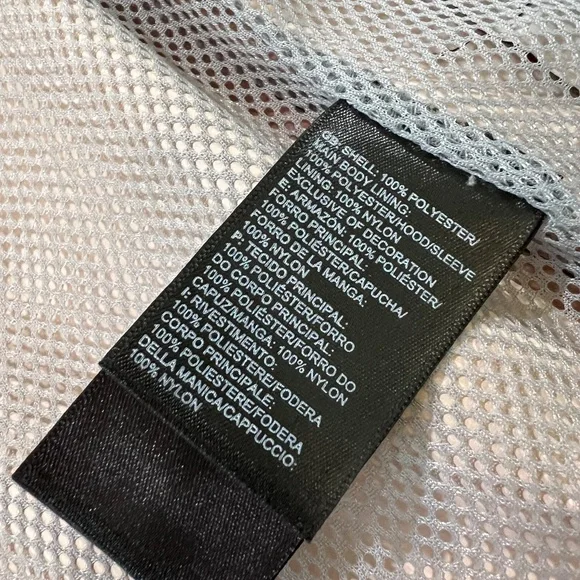 GB: SHELL: 100% POLYESTER/
MAIN BODY LINING:
100% POLYESTER/HOOD/SLEEVE
LINING: 100% NYLON
EXCLUSIVE OF DECORATION
E: ARMAZÓN: 100% POLIÉSTER/
FORRO PRINCIPAL:
100% POLIÉSTER/CAPUCHA/
FORRO DE LA MANGA:
100% NYLON
P: TECIDO PRINCIPAL:
100% POLIÉSTER/FORRO
DO CORPO PRINCIPAL:
100% POLIÉSTER/FORRO DO
CAPUZ/MANGA: 100% NYLON
I RIVESTIMENTO:
100% POLIESTERE/FODERA
CORPO PRINCIPALE:
100% POLIESTERE/FODERA
DELLA MANICA/CAPPUCCIO:
100% NYLON